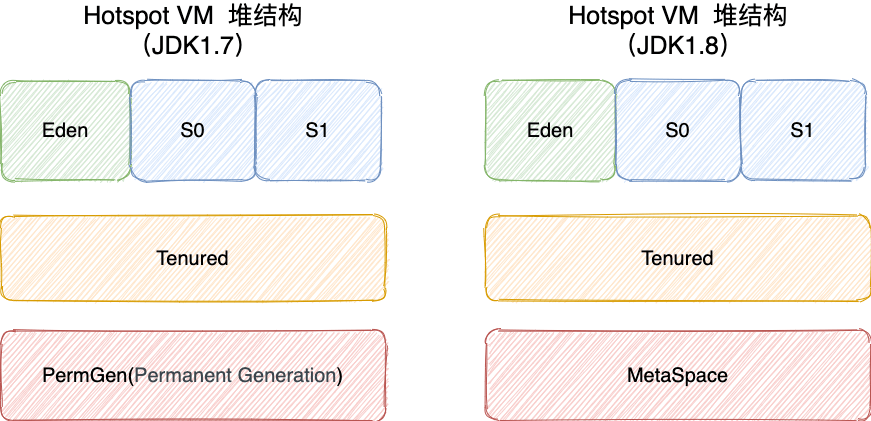 Hotspot VM 堆结构
（JDK1.7）
Eden
S0
S1
Tenured
PermGen(Permanent Generation)
Hotspot VM 堆结构
（JDK1.8）
Eden
S0
S1
Tenured
MetaSpace